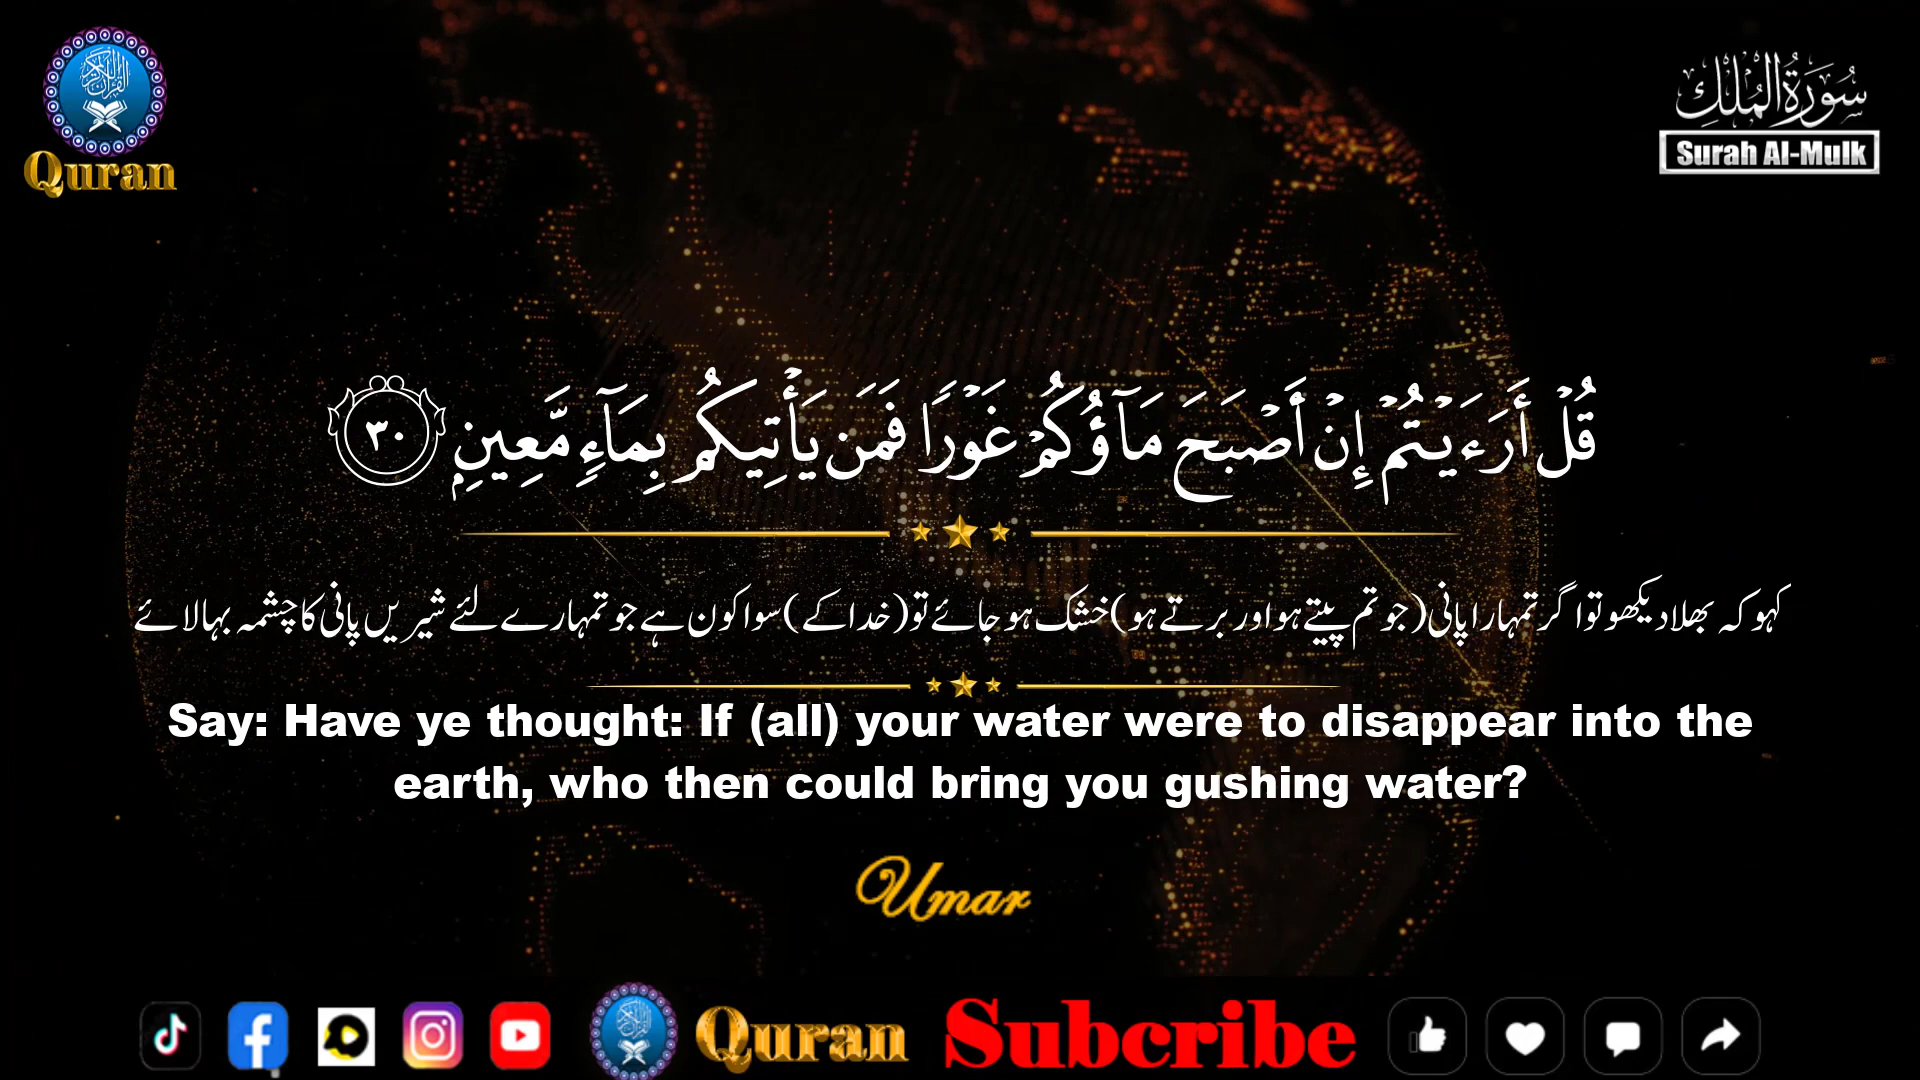 Quran
سُورَةُ المُلْكِ
Surah Al-Mulk
قُلْ أَرَءَيْتُمْ إِنْ أَصْبَحَ مَآؤُكُمْ غَوْرًا فَمَن يَأْتِيكُم بِمَآءٍ مَّعِينٍۭ ٣٠
کہو کہ بھلا دیکھو تو اگر تمہارا پانی (جو تم پیتے ہو اور برتے ہو) خشک ہوجائے تو (خدا کے) سوا کون ہے جو تمہارے لئے شیریں پانی کا چشمہ بہا لائے
Say: Have ye thought: If (all) your water were to disappear into the
earth, who then could bring you gushing water?
Umar
Quran Subcribe